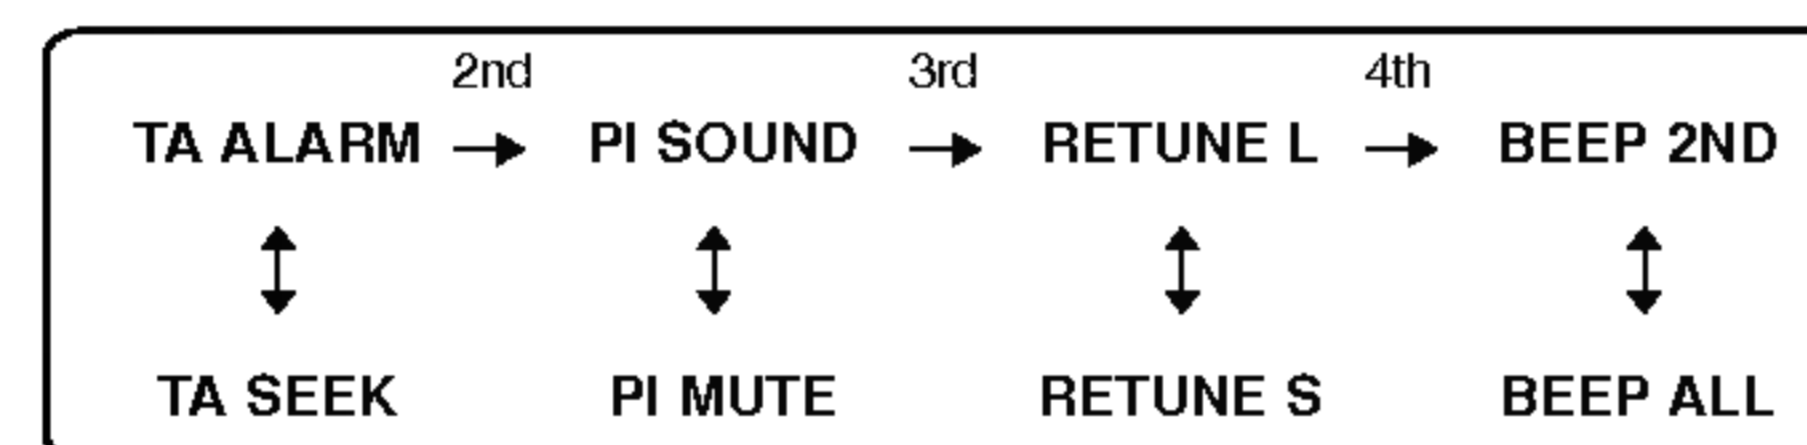 2nd 3rd 4th
TA ALARM PI SOUND RETUNE L BEEP 2ND
TA SEEK PI MUTE RETUNE S BEEP ALL